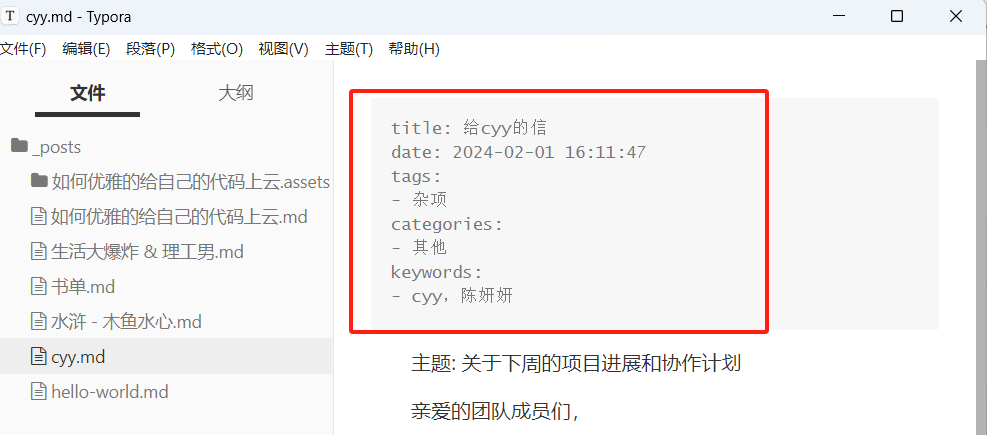 T cyy.md - Typora
文件(F) 编辑(E) 段落(P) 格式(O) 视图(V) 主题(T) 帮助(H)
文件 大纲
_posts
如何优雅的给自己的代码上云.assets
如何优雅的给自己的代码上云.md
生活大爆炸 & 理工男.md
书单.md
水浒 - 木鱼水心.md
cyy.md
hello-world.md
title: 给cyy的信
date: 2024-02-01 16:11:47
tags:
- 杂项
categories:
- 其他
keywords:
- cyy，陈妍妍
主题: 关于下周的项目进展和协作计划
亲爱的团队成员们，